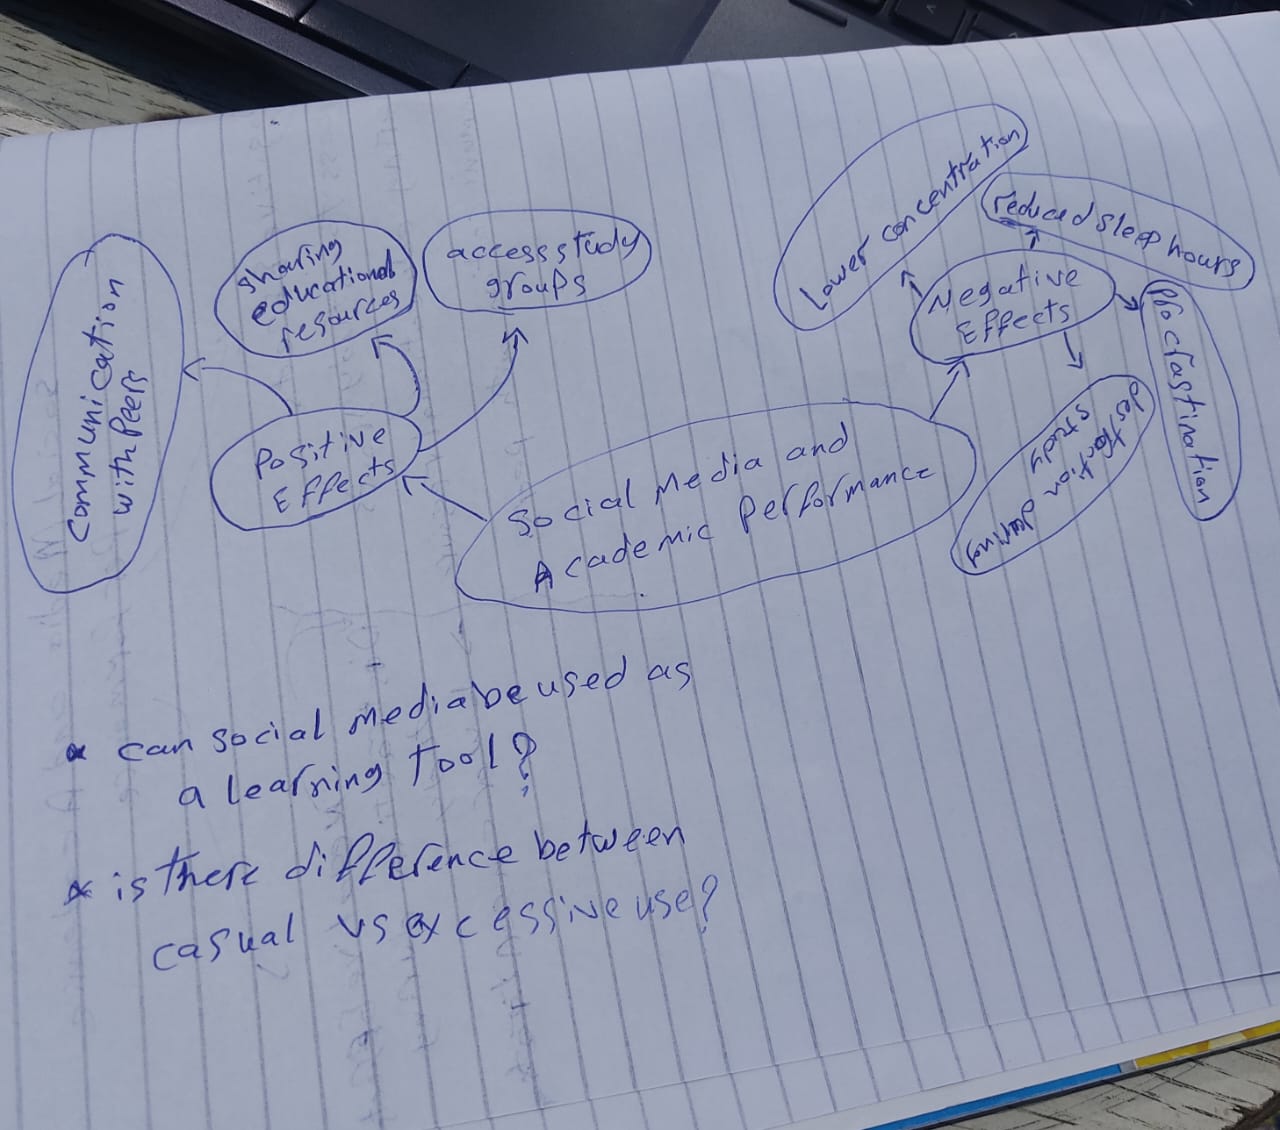 Lower concentration
reduced sleep hours
sharing
educational
resources
access study
groups
Communication
with Peers
Negative
Effects
Procrastination
Positive
Effects
study
during
Social Media and
Academic Performance
* can social media be used as
a learning tool?
* is there difference between
casual vs excessive use?